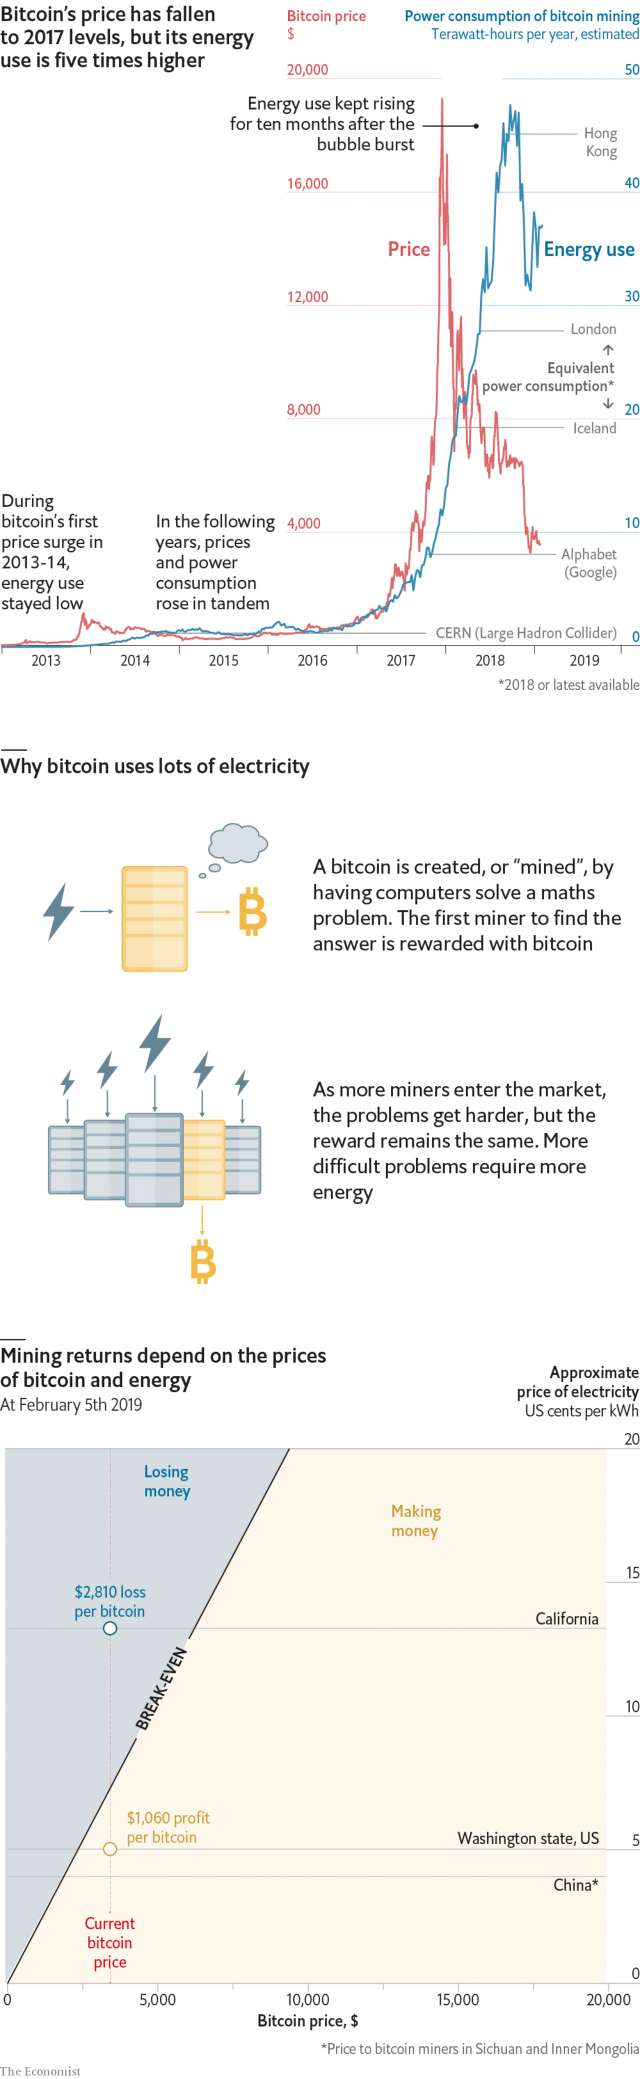 Bitcoin's price has fallen
to 2017 levels, but its energy
use is five times higher
Bitcoin price
$
Power consumption of bitcoin mining
Terawatt-hours per year, estimated
20,000
50
Energy use kept rising
for ten months after the
bubble burst
Hong
Kong
16,000
40
Price
Energy use
12,000
30
London
↑
Equivalent
power consumption*
↓
8,000
20
Iceland
During
bitcoin's first
price surge in
2013-14,
energy use
stayed low
In the following
years, prices
and power
consumption
rose in tandem
4,000
10
Alphabet
(Google)
CERN (Large Hadron Collider)
0
2013
2014
2015
2016
2017
2018
2019
*2018 or latest available
Why bitcoin uses lots of electricity
A bitcoin is created, or “mined”, by
having computers solve a maths
problem. The first miner to find the
answer is rewarded with bitcoin
As more miners enter the market,
the problems get harder, but the
reward remains the same. More
difficult problems require more
energy
Mining returns depend on the prices
of bitcoin and energy
At February 5th 2019
Approximate
price of electricity
US cents per kWh
20
Losing
money
Making
money
15
$2,810 loss
per bitcoin
California
BREAK-EVEN
10
$1,060 profit
per bitcoin
Washington state, US
5
China*
Current
bitcoin
price
0
0
5,000
10,000
15,000
20,000
Bitcoin price, $
*Price to bitcoin miners in Sichuan and Inner Mongolia
The Economist